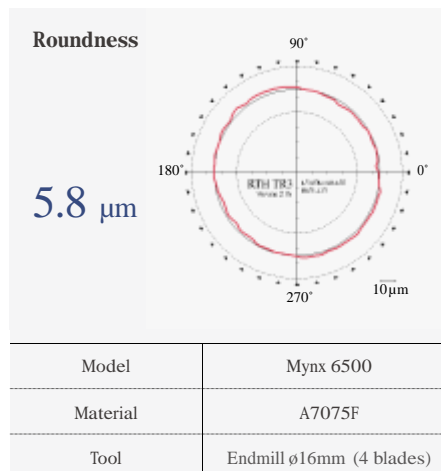 Roundness
90°
180°
0°
5.8 μm
RTH TR3
270°
10μm
Model Mynx 6500
Material A7075F
Tool Endmill ø16mm (4 blades)